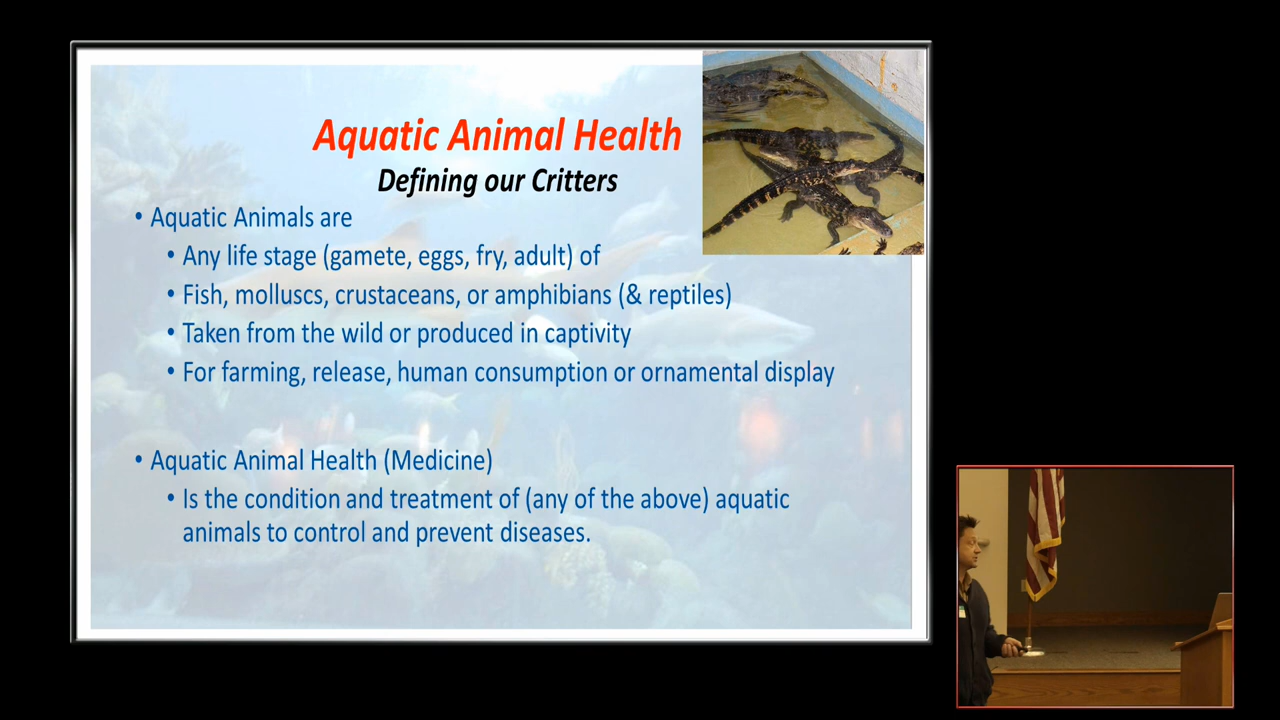 Aquatic Animal Health
Defining our Critters
• Aquatic Animals are
• Any life stage (gamete, eggs, fry, adult) of
• Fish, molluscs, crustaceans, or amphibians (& reptiles)
• Taken from the wild or produced in captivity
• For farming, release, human consumption or ornamental display
• Aquatic Animal Health (Medicine)
• Is the condition and treatment of (any of the above) aquatic
animals to control and prevent diseases.